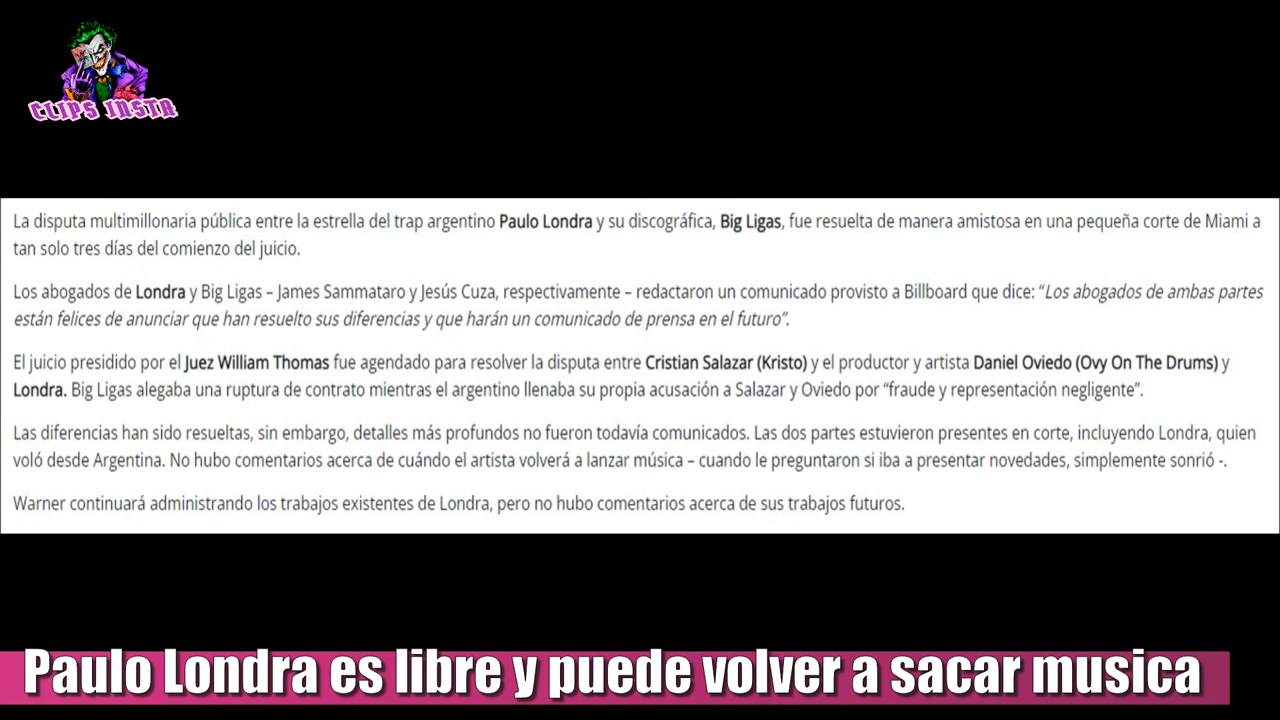 CLIPS INSTA
La disputa multimillonaria pública entre la estrella del trap argentino Paulo Londra y su discográfica, Big Ligas, fue resuelta de manera amistosa en una pequeña corte de Miami a
tan solo tres días del comienzo del juicio.
Los abogados de Londra y Big Ligas – James Sammataro y Jesús Cuza, respectivamente – redactaron un comunicado provisto a Billboard que dice: “Los abogados de ambas partes
están felices de anunciar que han resuelto sus diferencias y que harán un comunicado de prensa en el futuro”.
El juicio presidido por el Juez William Thomas fue agendado para resolver la disputa entre Cristian Salazar (Kristo) y el productor y artista Daniel Oviedo (Ovy On The Drums) y
Londra. Big Ligas alegaba una ruptura de contrato mientras el argentino llenaba su propia acusación a Salazar y Oviedo por “fraude y representación negligente”.
Las diferencias han sido resueltas, sin embargo, detalles más profundos no fueron todavía comunicados. Las dos partes estuvieron presentes en corte, incluyendo Londra, quien
voló desde Argentina. No hubo comentarios acerca de cuándo el artista volverá a lanzar música – cuando le preguntaron si iba a presentar novedades, simplemente sonrió -.
Warner continuará administrando los trabajos existentes de Londra, pero no hubo comentarios acerca de sus trabajos futuros.
Paulo Londra es libre y puede volver a sacar musica